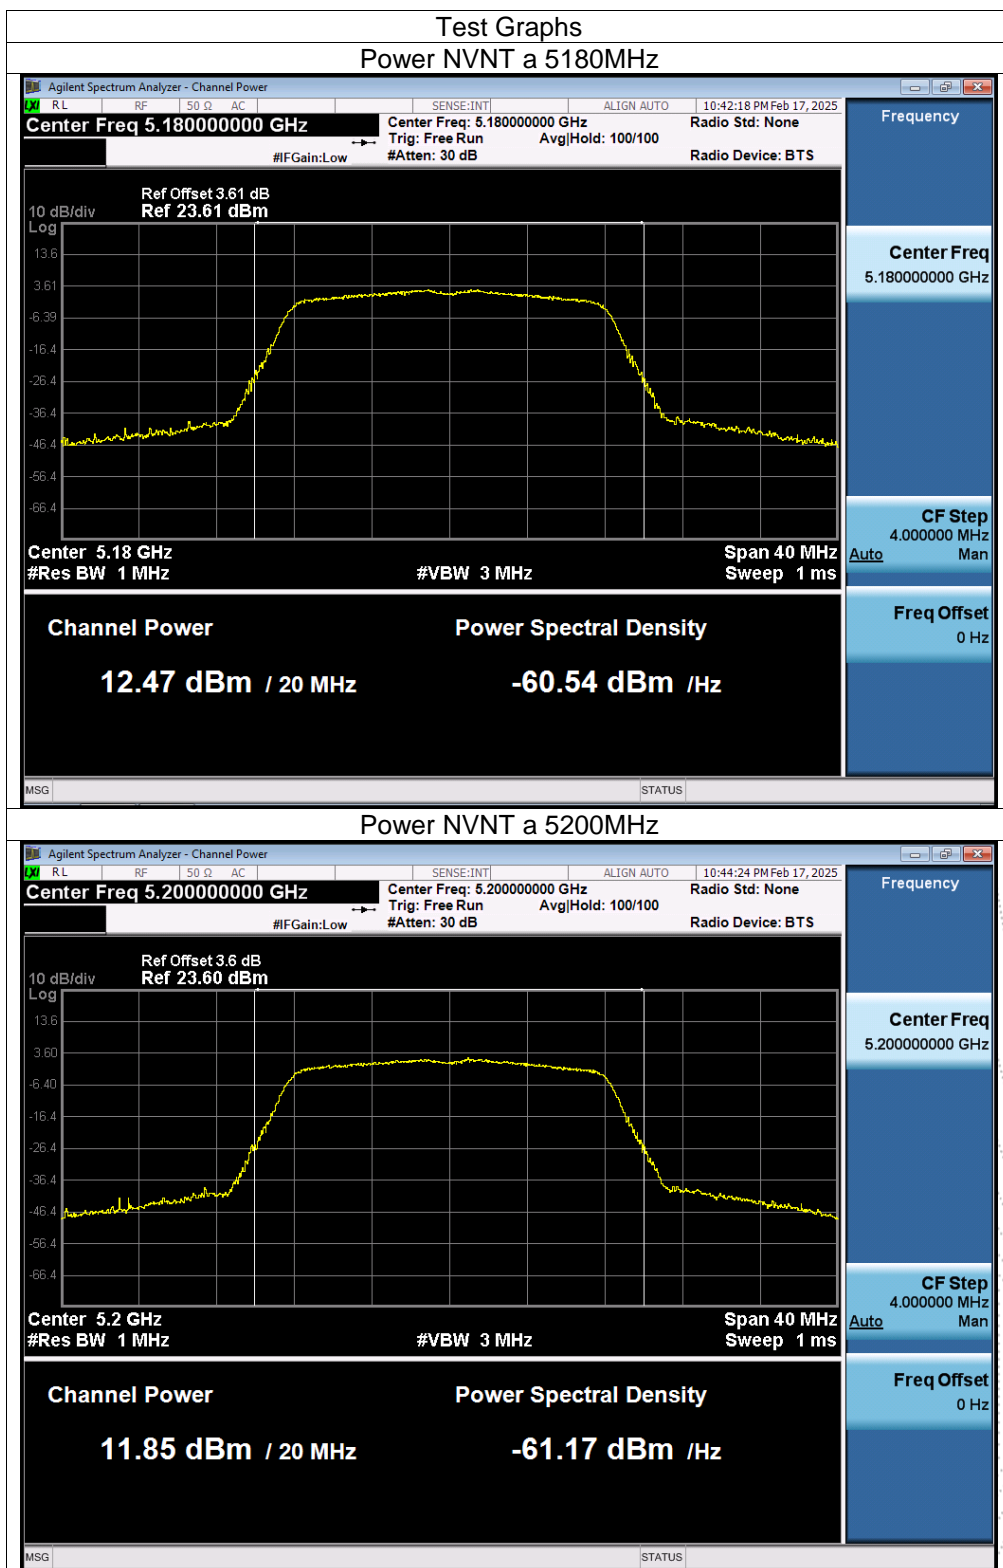 Test Graphs
Power NVNT a 5180MHz
Agilent Spectrum Analyzer - Channel Power
LXI RL RF 50 Ω AC SENSE:INT ALIGN AUTO 10:42:18 PM Feb 17, 2025
Center Freq 5.180000000 GHz
Center Freq: 5.180000000 GHz Radio Std: None
Trig: Free Run Avg|Hold: 100/100
#IFGain:Low #Atten: 30 dB Radio Device: BTS
Ref Offset 3.61 dB
10 dB/div Ref 23.61 dBm
Log
13.6
3.61
-6.39
-16.4
-26.4
-36.4
-46.4
-56.4
-66.4
Center 5.18 GHz Span 40 MHz
#Res BW 1 MHz #VBW 3 MHz Sweep 1 ms
Channel Power Power Spectral Density
12.47 dBm / 20 MHz -60.54 dBm /Hz
MSG STATUS
Frequency
Center Freq
5.180000000 GHz
CF Step
4.000000 MHz
Auto Man
Freq Offset
0 Hz
Power NVNT a 5200MHz
Agilent Spectrum Analyzer - Channel Power
LXI RL RF 50 Ω AC SENSE:INT ALIGN AUTO 10:44:24 PM Feb 17, 2025
Center Freq 5.200000000 GHz
Center Freq: 5.200000000 GHz Radio Std: None
Trig: Free Run Avg|Hold: 100/100
#IFGain:Low #Atten: 30 dB Radio Device: BTS
Ref Offset 3.6 dB
10 dB/div Ref 23.60 dBm
Log
13.6
3.60
-6.40
-16.4
-26.4
-36.4
-46.4
-56.4
-66.4
Center 5.2 GHz Span 40 MHz
#Res BW 1 MHz #VBW 3 MHz Sweep 1 ms
Channel Power Power Spectral Density
11.85 dBm / 20 MHz -61.17 dBm /Hz
MSG STATUS
Frequency
Center Freq
5.200000000 GHz
CF Step
4.000000 MHz
Auto Man
Freq Offset
0 Hz